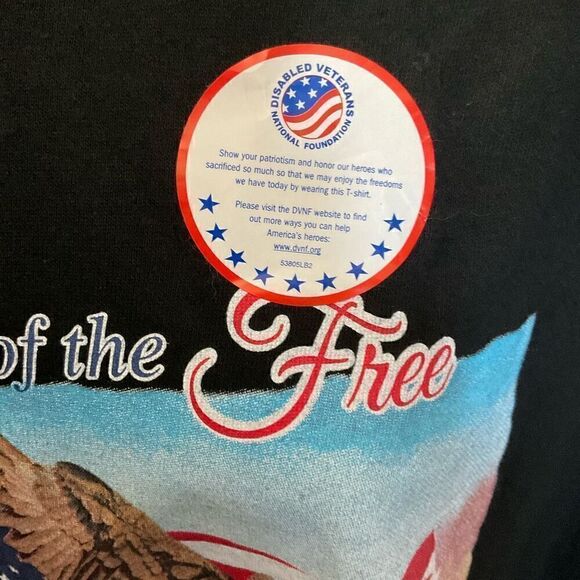 DISABLED VETERANS
NATIONAL FOUNDATION
Show your patriotism and honor our heroes who
sacrificed so much so that we may enjoy the freedoms
we have today by wearing this T-shirt.
Please visit the DVNF website to find
out more ways you can help
America's heroes:
www.dvnf.org
53805LB2
of the Free